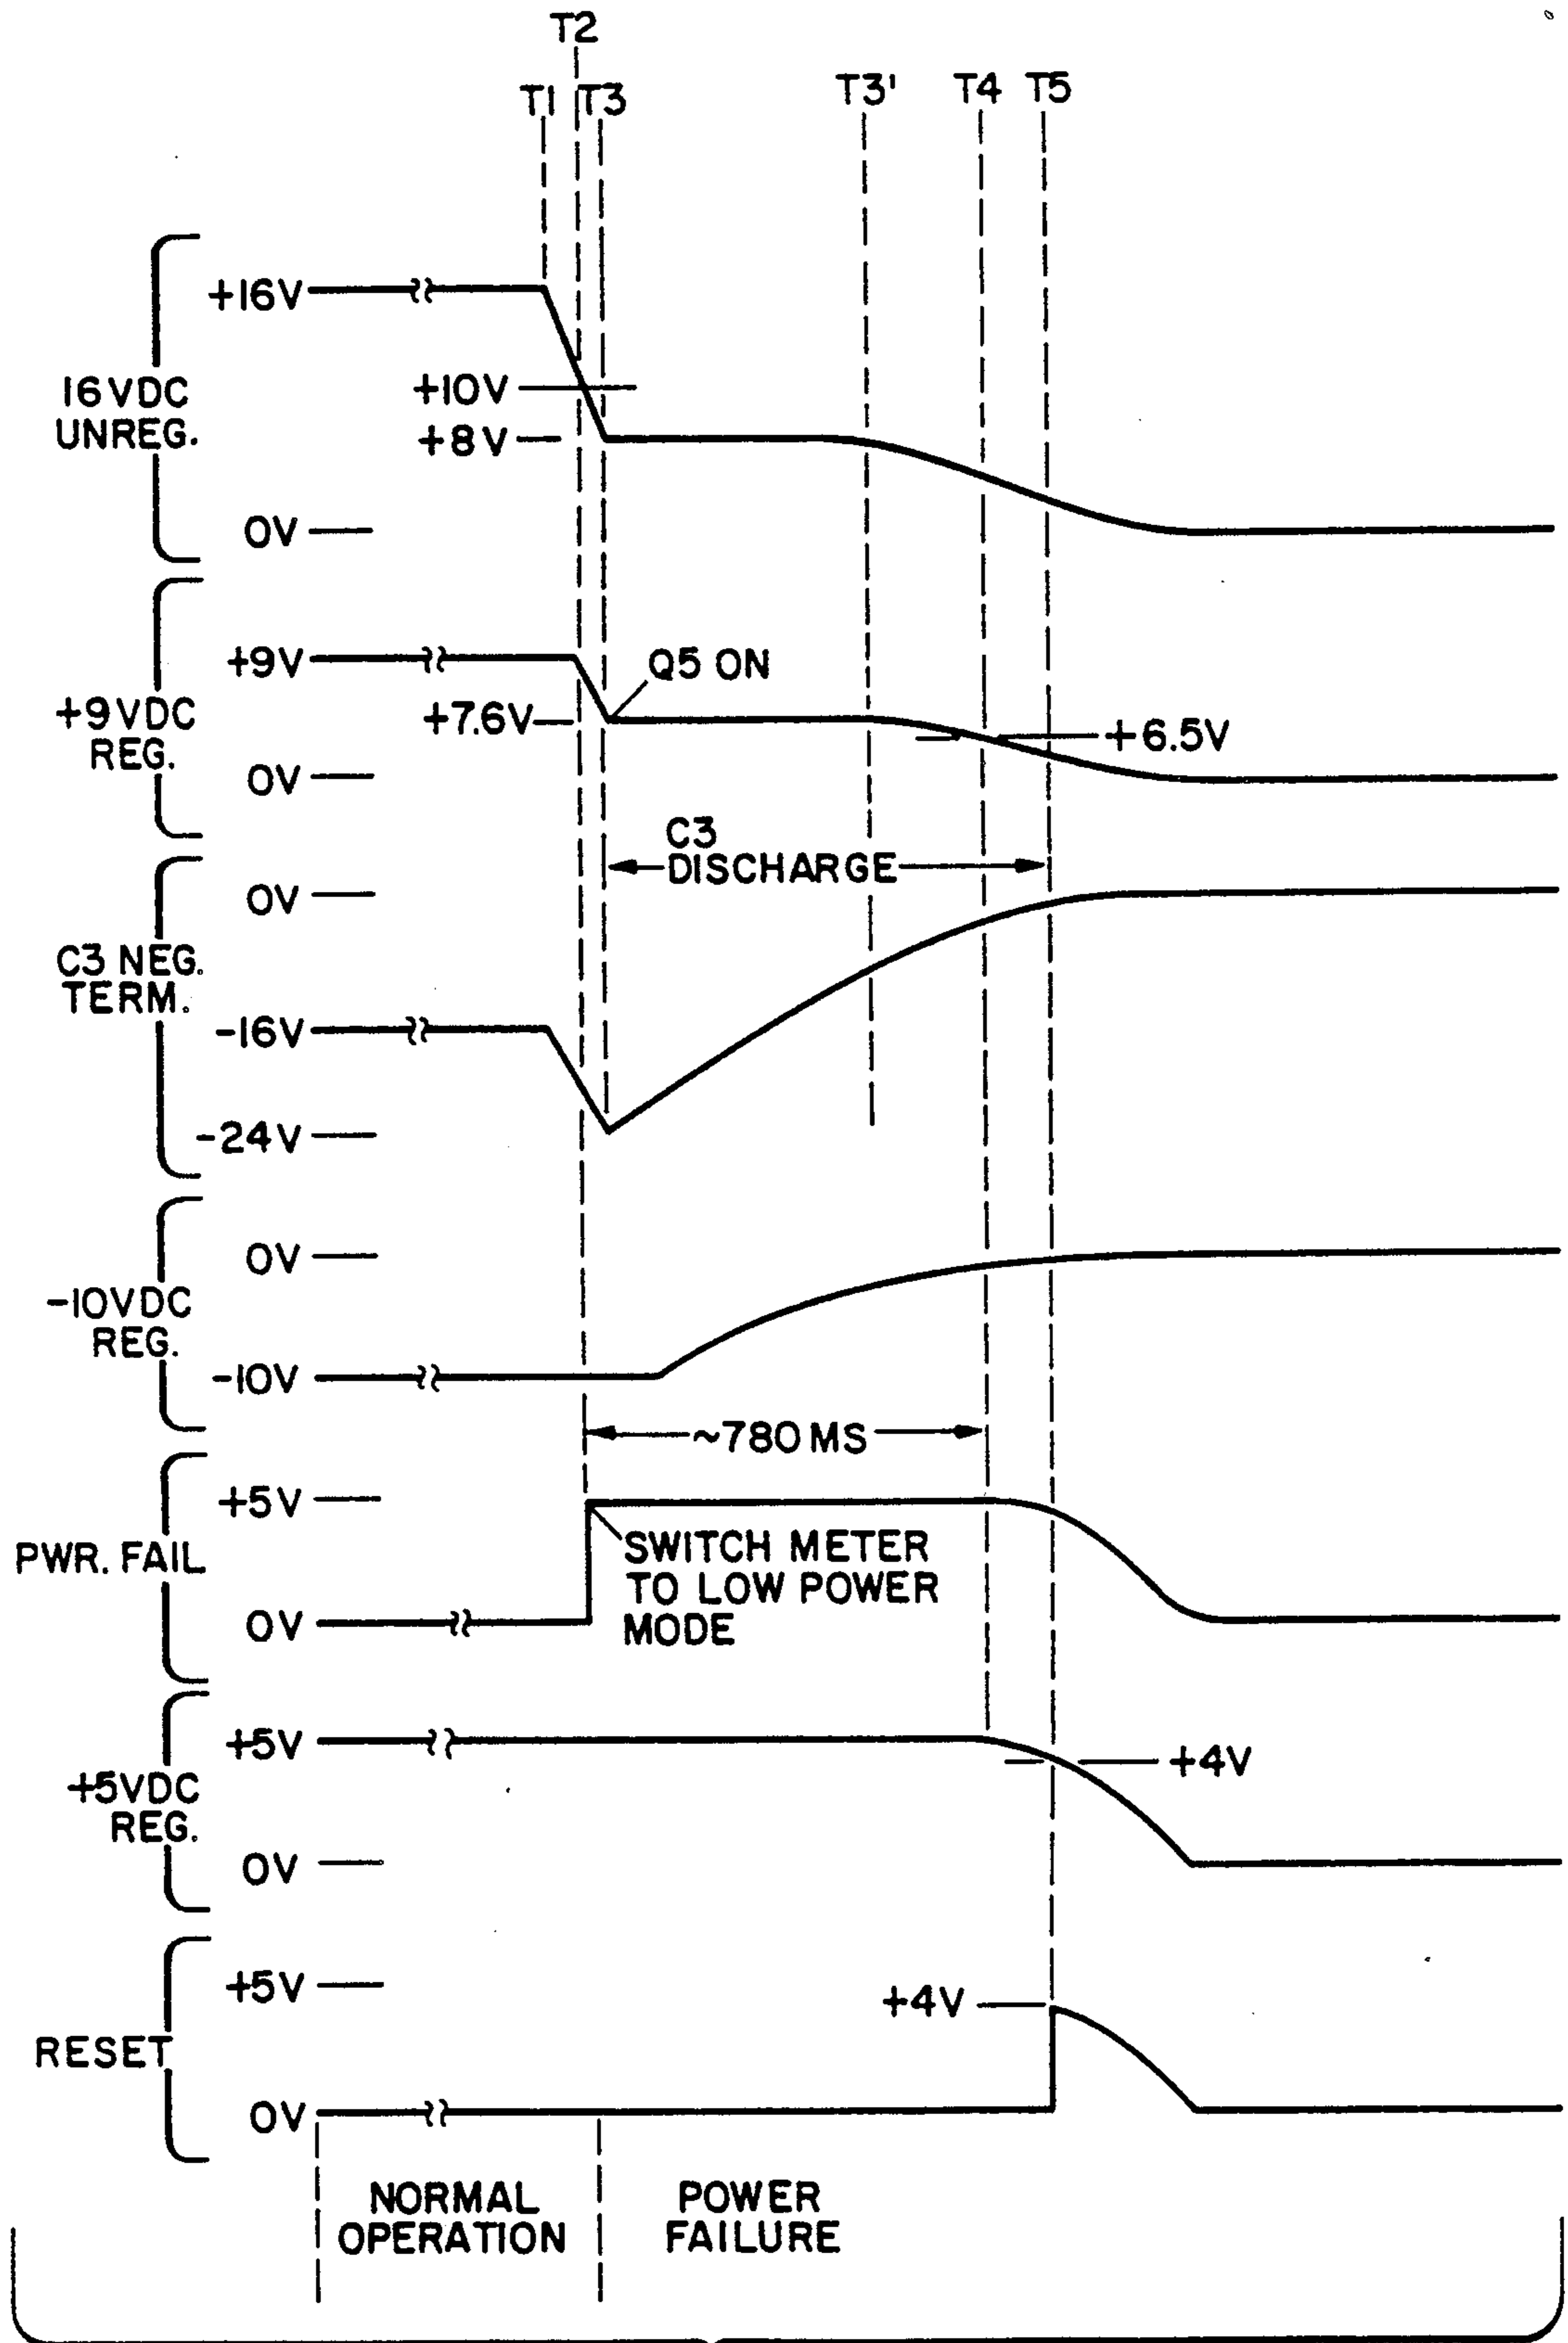 T2
T1 T3 T3' T4 T5
+16V
16VDC
UNREG.
+10V
+8V
0V
+9V
Q5 ON
+9VDC
REG.
+7.6V
+6.5V
0V
C3
DISCHARGE
0V
C3 NEG.
TERM.
-16V
-24V
0V
-10VDC
REG.
-10V
~780MS
+5V
PWR. FAIL
SWITCH METER
TO LOW POWER
MODE
0V
+5V
+4V
+5VDC
REG.
0V
+5V
+4V
RESET
0V
NORMAL
OPERATION
POWER
FAILURE